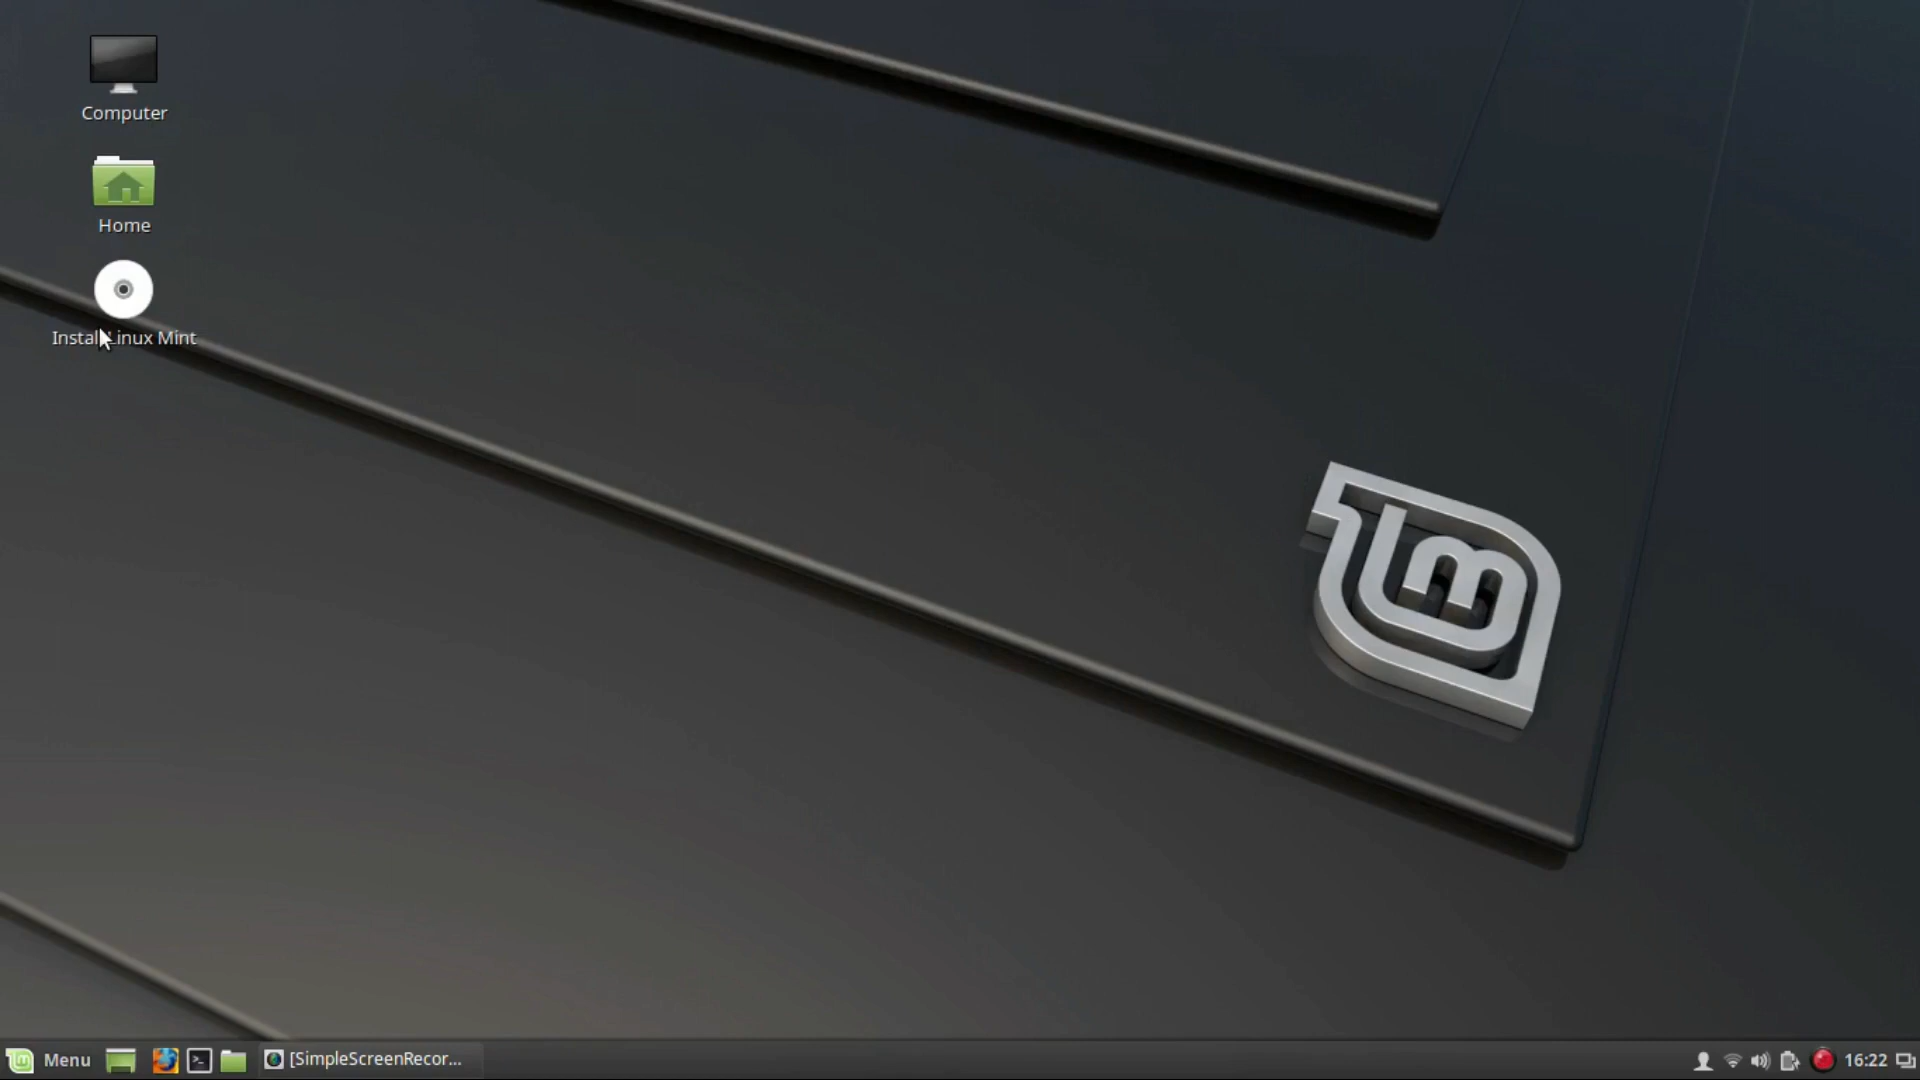 Computer
Home
Install Linux Mint
Menu
[SimpleScreenRecor...
16:22